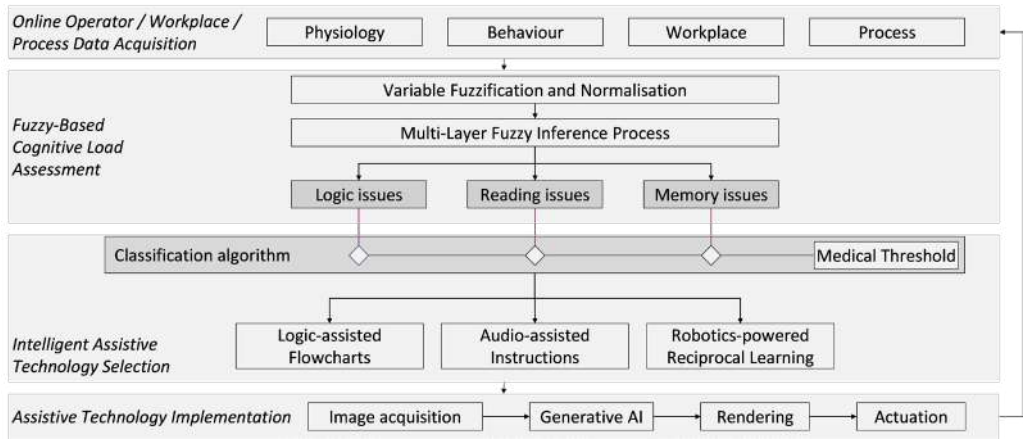 Online Operator / Workplace /
Process Data Acquisition
Physiology
Behaviour
Workplace
Process
Fuzzy-Based
Cognitive Load
Assessment
Variable Fuzzification and Normalisation
Multi-Layer Fuzzy Inference Process
Logic issues
Reading issues
Memory issues
Classification algorithm
Medical Threshold
Intelligent Assistive
Technology Selection
Logic-assisted
Flowcharts
Audio-assisted
Instructions
Robotics-powered
Reciprocal Learning
Assistive Technology Implementation
Image acquisition
Generative AI
Rendering
Actuation